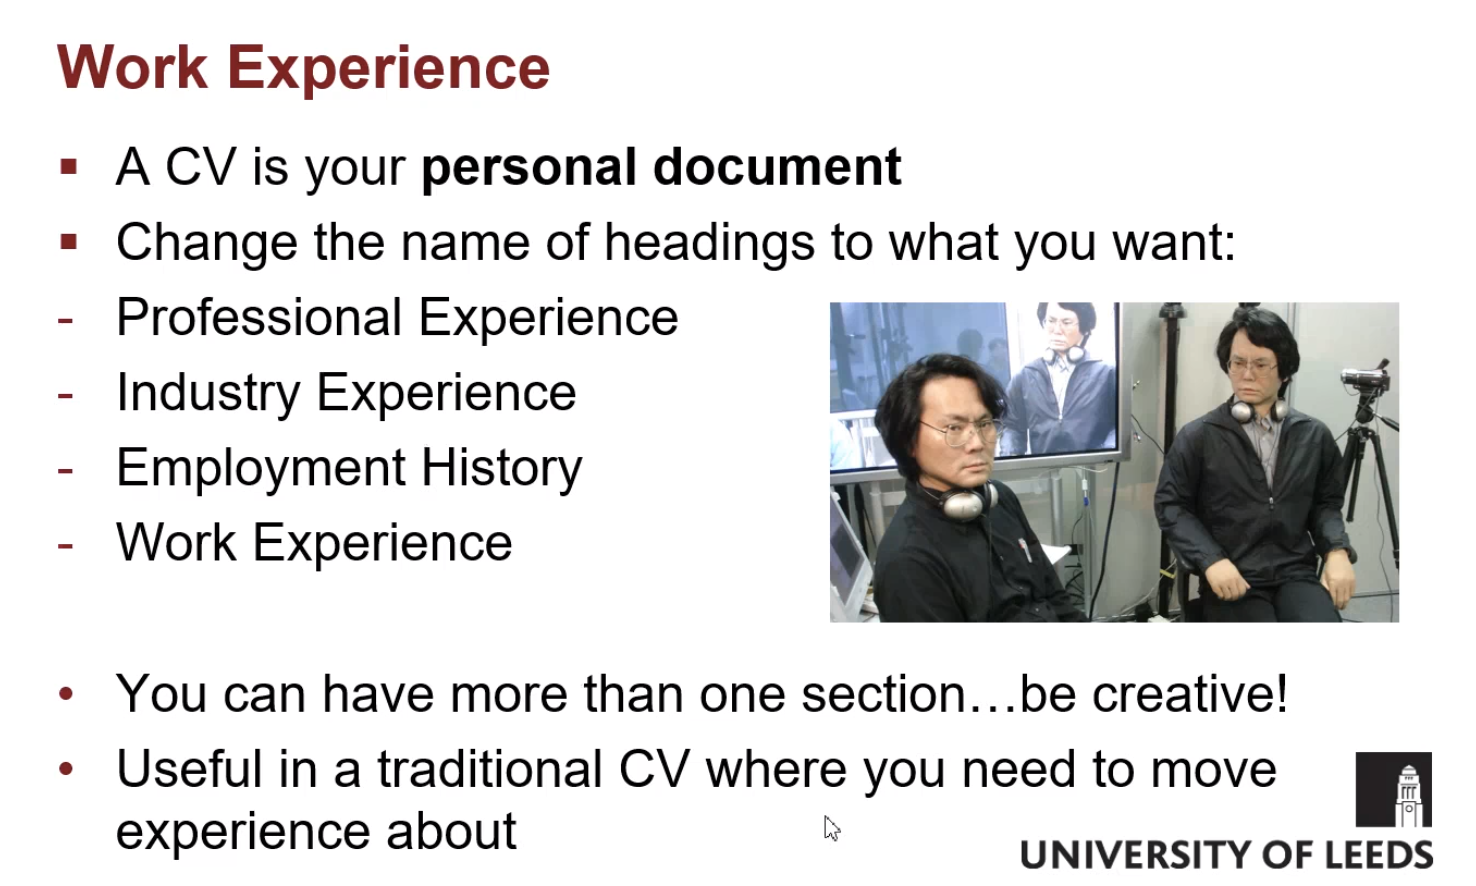 Work Experience
▪ A CV is your personal document
▪ Change the name of headings to what you want:
- Professional Experience
- Industry Experience
- Employment History
- Work Experience
• You can have more than one section…be creative!
• Useful in a traditional CV where you need to move
experience about
UNIVERSITY OF LEEDS